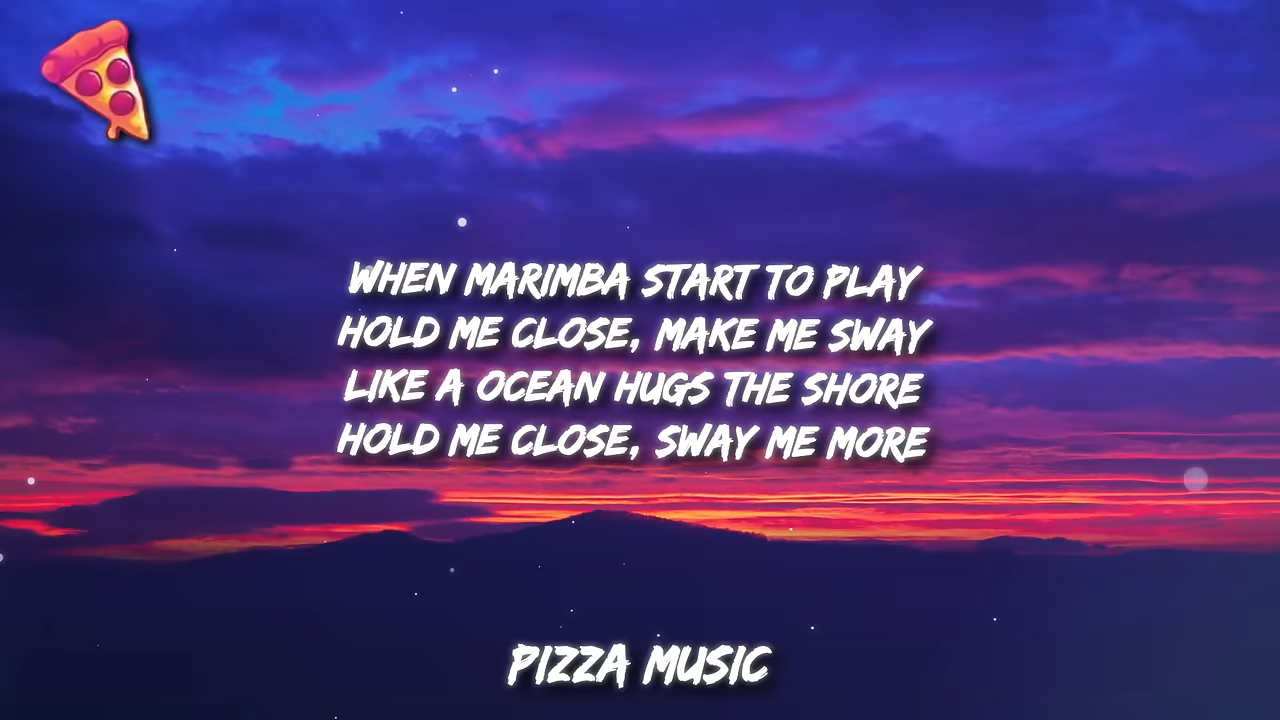 WHEN MARIMBA START TO PLAY
HOLD ME CLOSE, MAKE ME SWAY
LIKE A OCEAN HUGS THE SHORE
HOLD ME CLOSE, SWAY ME MORE
PIZZA MUSIC